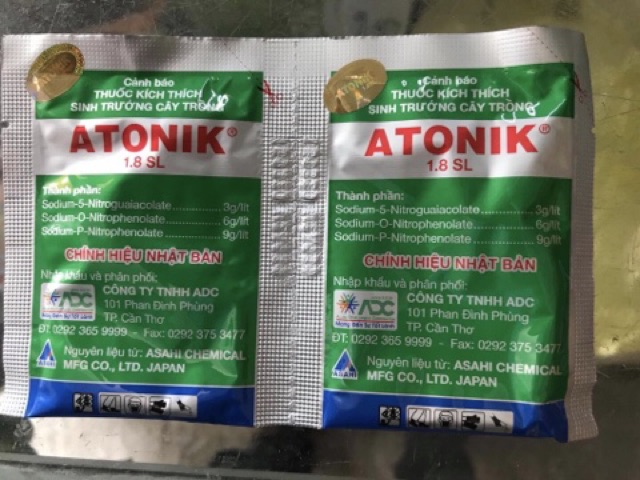 Cảnh báo
THUỐC KÍCH THÍCH
SINH TRƯỞNG CÂY TRỒNG
ATONIK®
1.8 SL
Thành phần:
Sodium-5-Nitroguaiacolate 3g/lít
Sodium-O-Nitrophenolate 6g/lít
Sodium-P-Nitrophenolate 9g/lít
CHÍNH HIỆU NHẬT BẢN
Nhập khẩu và phân phối:
ADC
CÔNG TY TNHH ADC
101 Phan Đình Phùng
TP. Cần Thơ
ĐT: 0292 365 9999 - Fax: 0292 375 3477
ASAHI
Nguyên liệu từ: ASAHI CHEMICAL
MFG CO., LTD. JAPAN
Cảnh báo
THUỐC KÍCH THÍCH
SINH TRƯỞNG CÂY TRỒNG
ATONIK®
1.8 SL
Thành phần:
Sodium-5-Nitroguaiacolate............... 3g/lít
Sodium-O-Nitrophenolate................ 6g/lít
Sodium-P-Nitrophenolate................ 9g/lít
CHÍNH HIỆU NHẬT BẢN
Nhập khẩu và phân phối:
ADC
CÔNG TY TNHH ADC
101 Phan Đình Phùng
TP. Cần Thơ
ĐT: 0292 365 9999 - Fax: 0292 375 3477
ASAHI
Nguyên liệu từ: ASAHI CHEMICAL
MFG CO., LTD. JAPAN